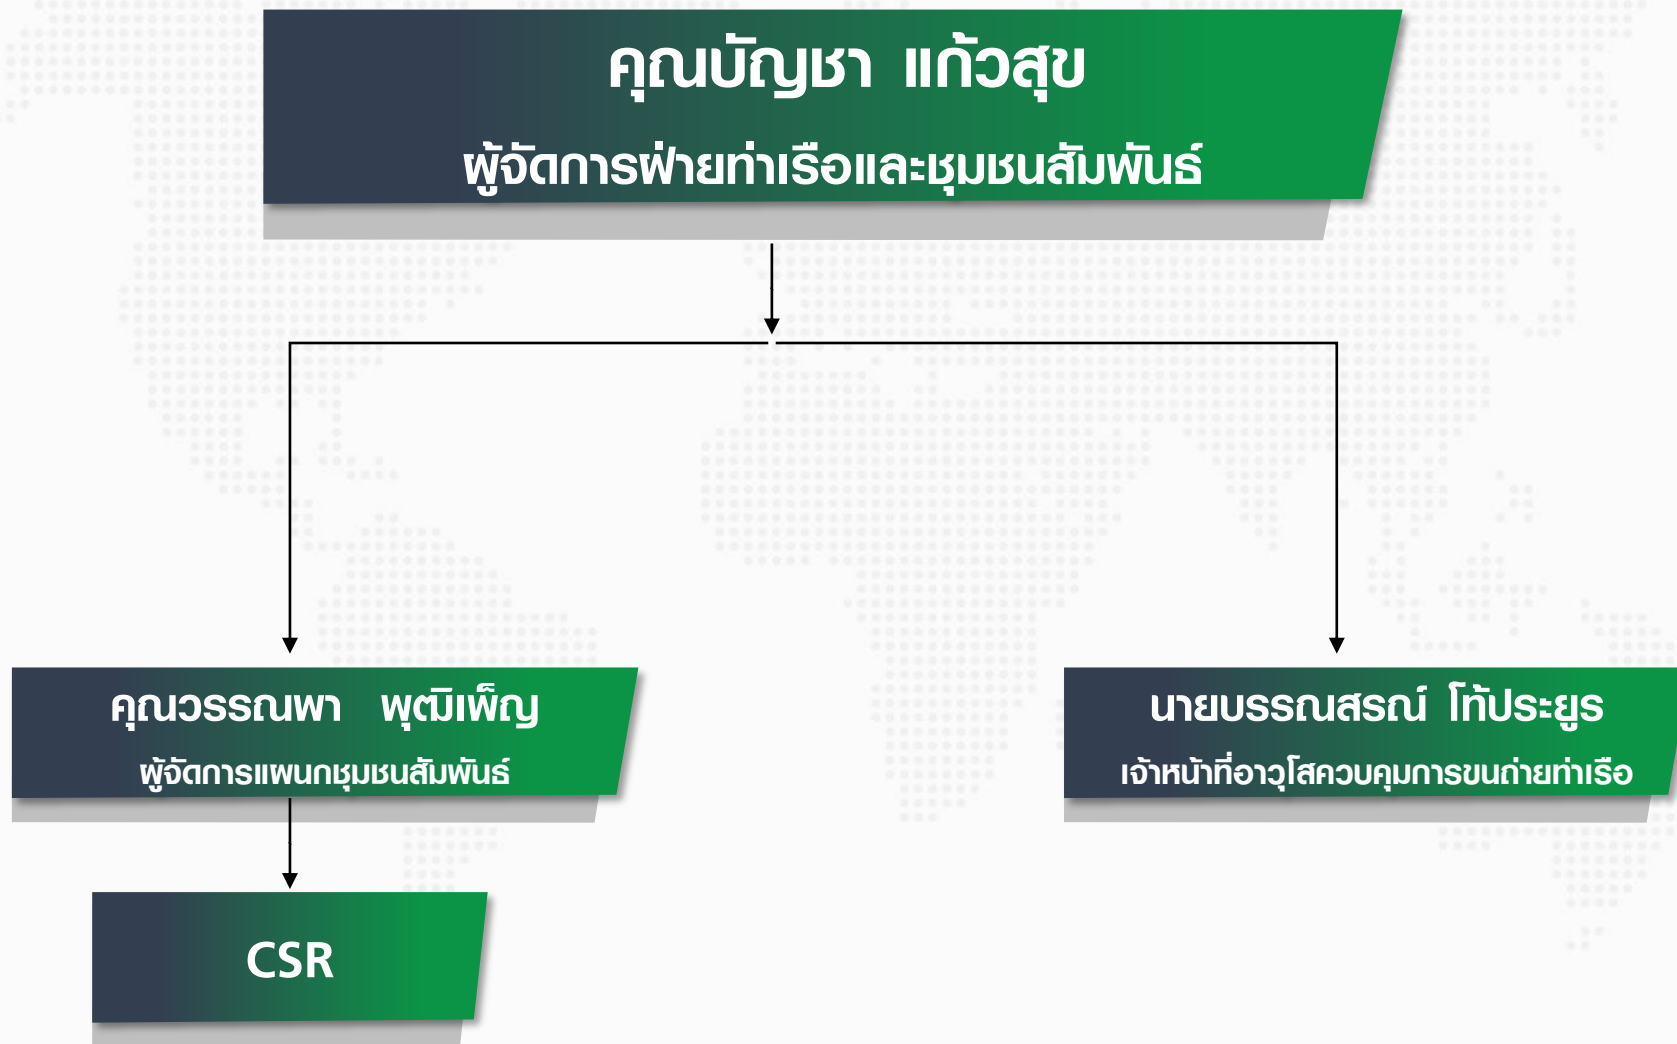 คุณบัญชา แก้วสุข
ผู้จัดการฝ่ายท่าเรือและชุมชนสัมพันธ์
คุณวรรณพา พุฒิเพ็ญ
ผู้จัดการแผนกชุมชนสัมพันธ์
นายบรรณสรณ์ โท้ประยูร
เจ้าหน้าที่อาวุโสควบคุมการขนถ่ายท่าเรือ
CSR